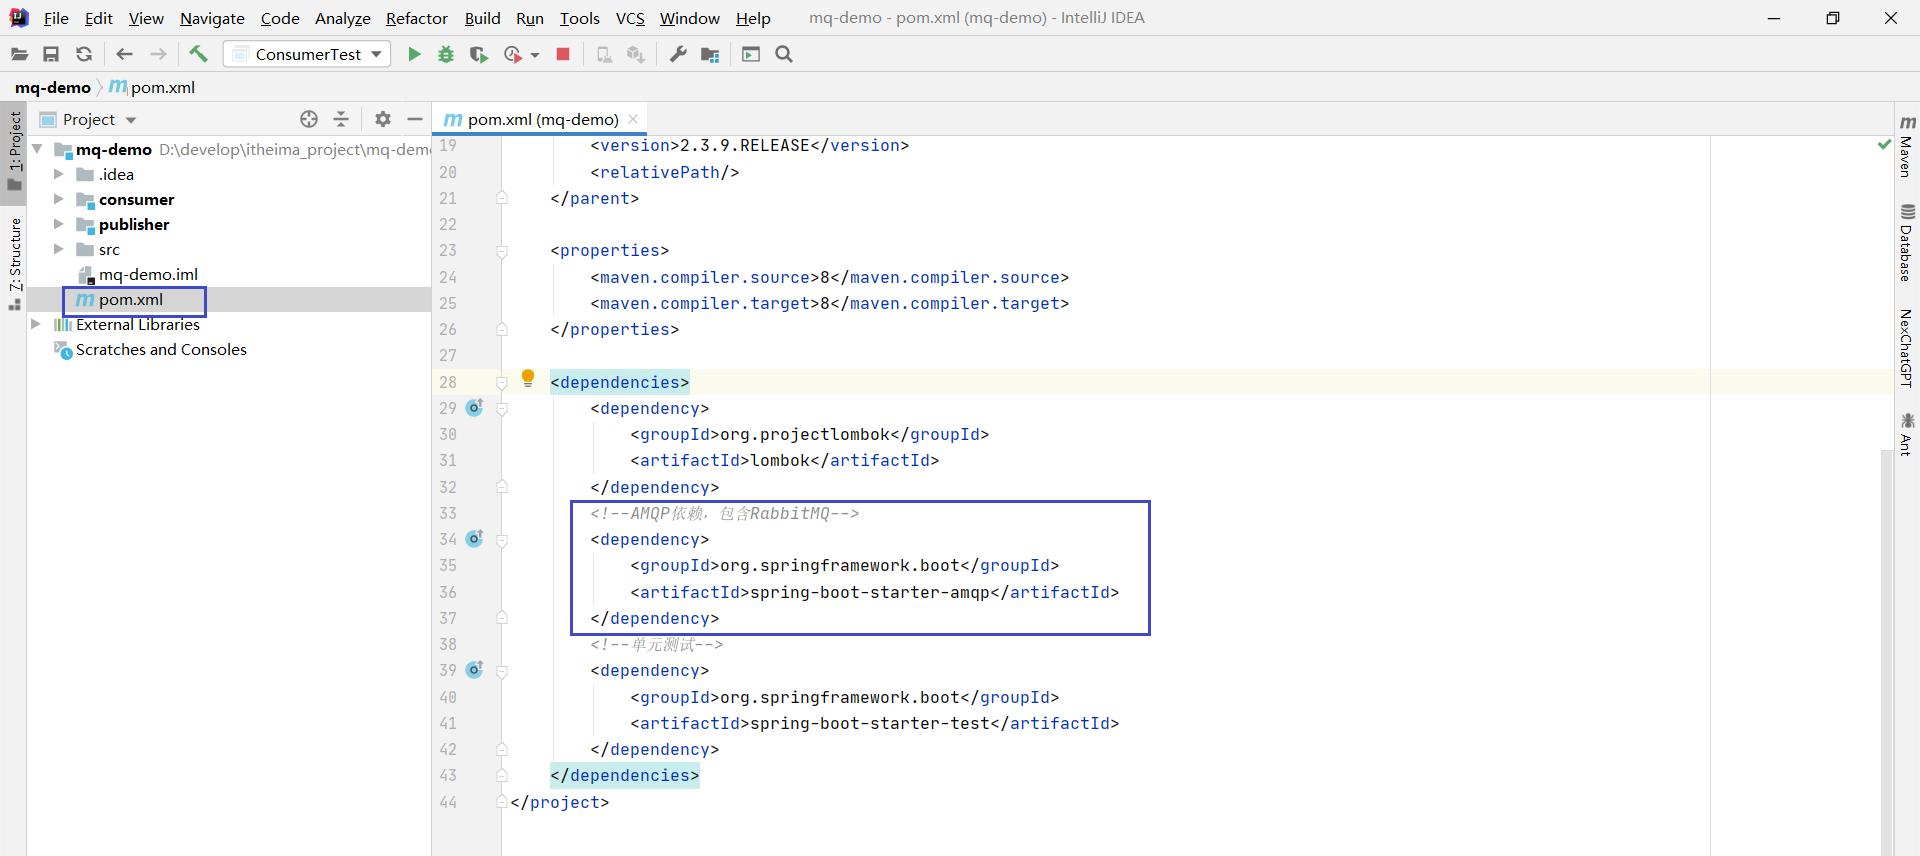 File Edit View Navigate Code Analyze Refactor Build Run Tools VCS Window Help mq-demo - pom.xml (mq-demo) - IntelliJ IDEA
ConsumerTest
mq-demo m pom.xml
1: Project
7: Structure
Project
mq-demo D:\develop\itheima_project\mq-dem
.idea
consumer
publisher
src
mq-demo.iml
m pom.xml
External Libraries
Scratches and Consoles
m pom.xml (mq-demo)
19 <version>2.3.9.RELEASE</version>
20 <relativePath/>
21 </parent>
22
23 <properties>
24 <maven.compiler.source>8</maven.compiler.source>
25 <maven.compiler.target>8</maven.compiler.target>
26 </properties>
27
28 <dependencies>
29 <dependency>
30 <groupId>org.projectlombok</groupId>
31 <artifactId>lombok</artifactId>
32 </dependency>
33 <!--AMQP依赖，包含RabbitMQ-->
34 <dependency>
35 <groupId>org.springframework.boot</groupId>
36 <artifactId>spring-boot-starter-amqp</artifactId>
37 </dependency>
38 <!--单元测试-->
39 <dependency>
40 <groupId>org.springframework.boot</groupId>
41 <artifactId>spring-boot-starter-test</artifactId>
42 </dependency>
43 </dependencies>
44 </project>
m Maven
Database
NexChatGPT
Ant